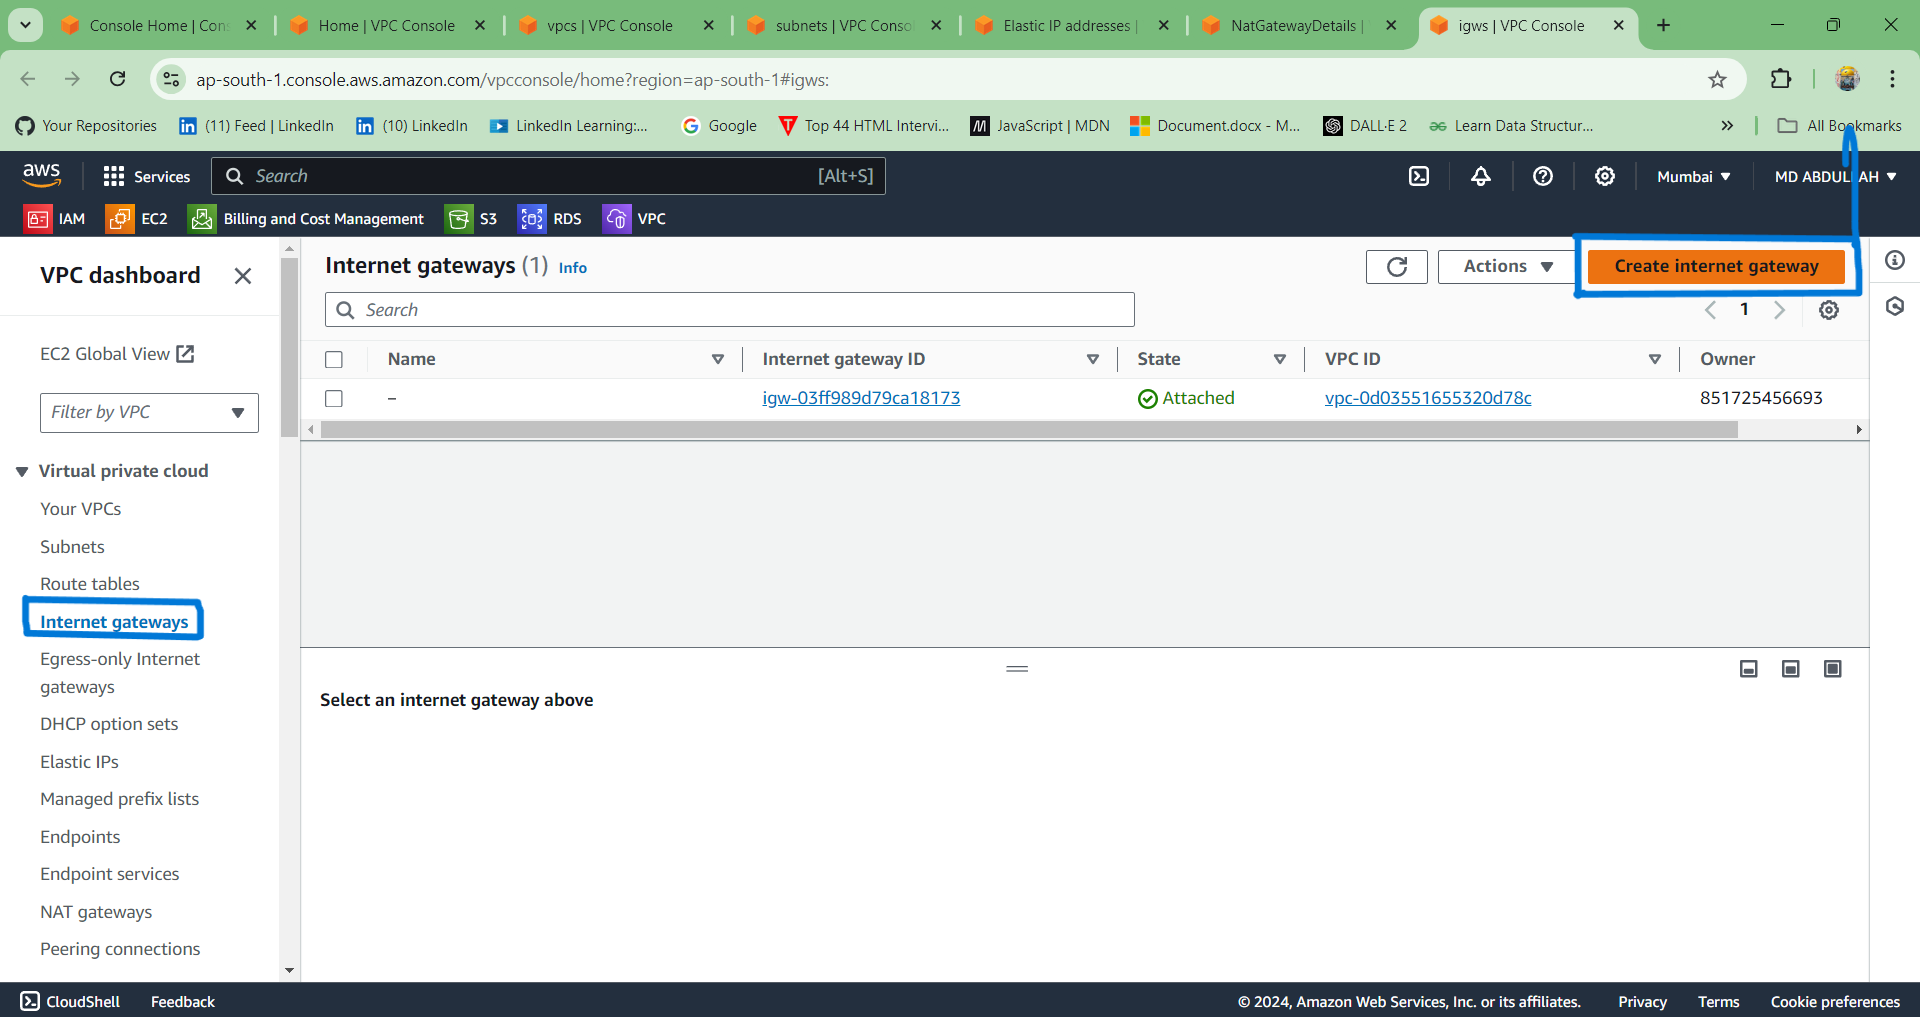 Console Home | Con
Home | VPC Console
vpcs | VPC Console
subnets | VPC Conso
Elastic IP addresses |
NatGatewayDetails |
igws | VPC Console
ap-south-1.console.aws.amazon.com/vpcconsole/home?region=ap-south-1#igws:
Your Repositories
(11) Feed | LinkedIn
(10) LinkedIn
LinkedIn Learning:...
Google
Top 44 HTML Intervi...
JavaScript | MDN
Document.docx - M...
DALL·E 2
Learn Data Structur...
All Bookmarks
aws
Services
Search
[Alt+S]
Mumbai
MD ABDULLAH
IAM
EC2
Billing and Cost Management
S3
RDS
VPC
VPC dashboard
EC2 Global View
Filter by VPC
Virtual private cloud
Your VPCs
Subnets
Route tables
Internet gateways
Egress-only Internet
gateways
DHCP option sets
Elastic IPs
Managed prefix lists
Endpoints
Endpoint services
NAT gateways
Peering connections
Internet gateways (1) Info
Actions
Create internet gateway
Search
1
Name
Internet gateway ID
State
VPC ID
Owner
–
igw-03ff989d79ca18173
Attached
vpc-0d03551655320d78c
851725456693
Select an internet gateway above
CloudShell
Feedback
© 2024, Amazon Web Services, Inc. or its affiliates.
Privacy
Terms
Cookie preferences